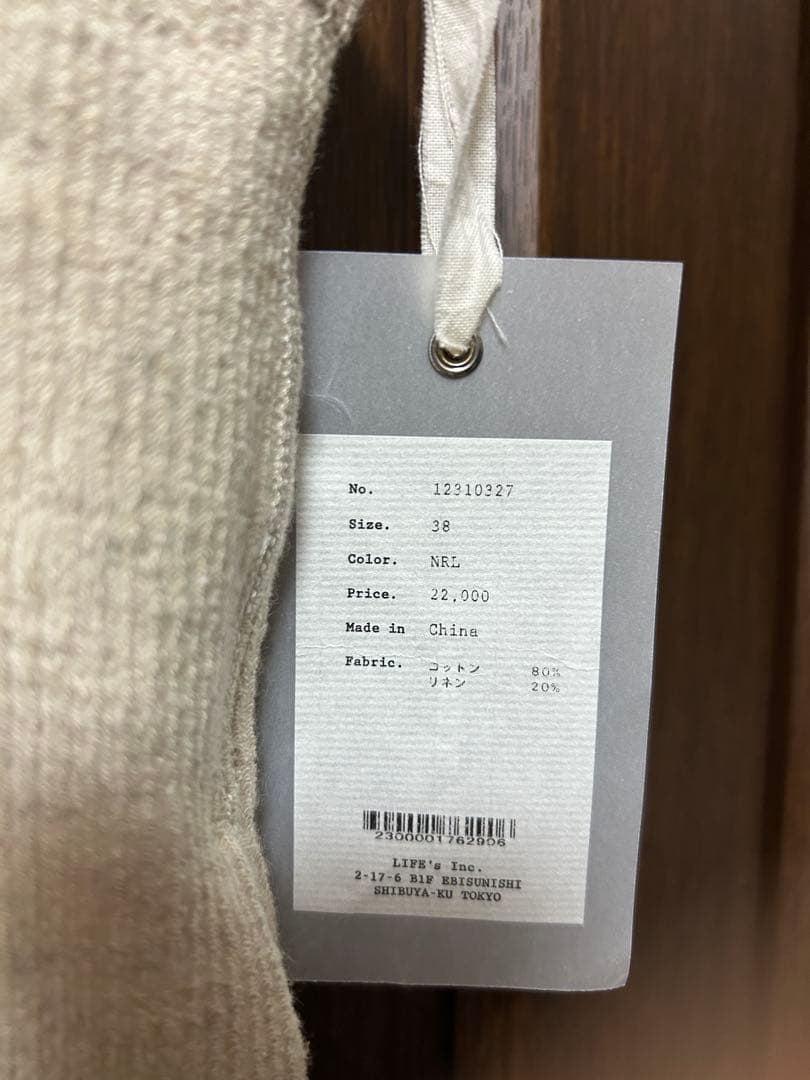 No. 12310327
Size. 38
Color. NRL
Price. 22,000
Made in China
Fabric. コットン 80%
リネン 20%
2300001762906
LIFE's Inc.
2-17-6 B1F EBISUNISHI
SHIBUYA-KU TOKYO